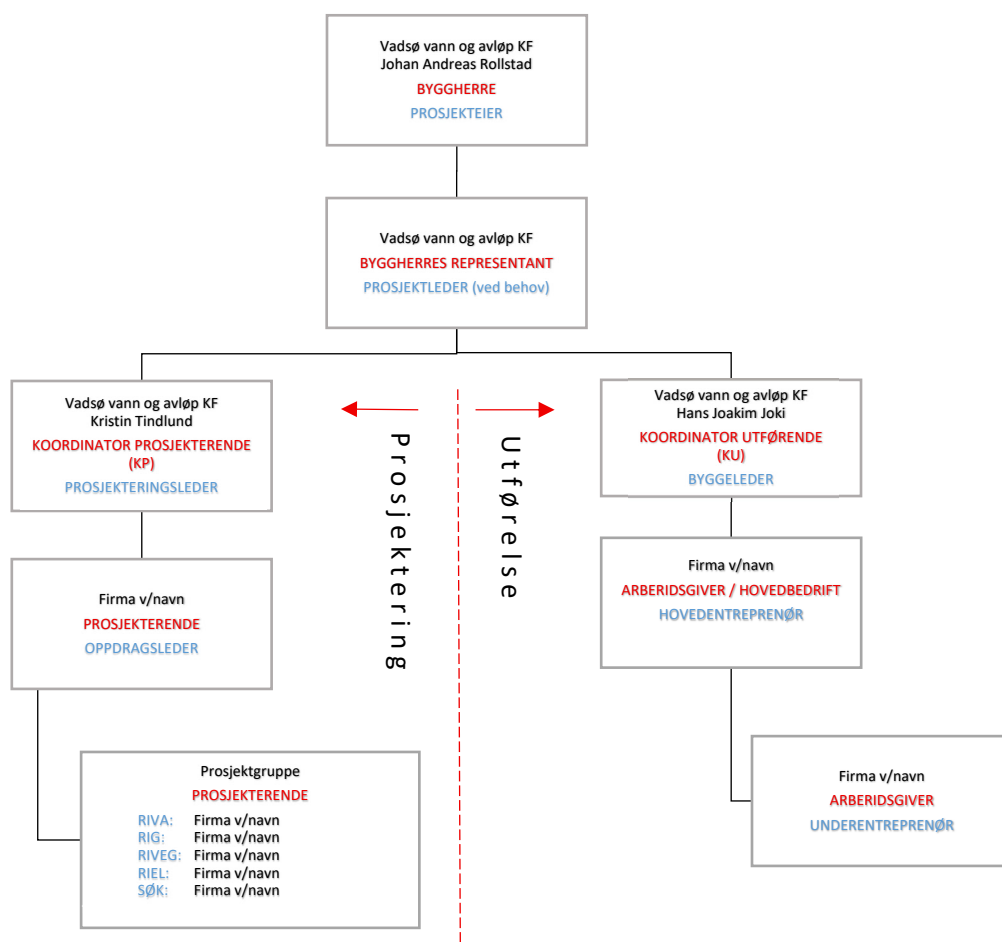 Vadsø vann og avløp KF
Johan Andreas Rollstad
BYGGHERRE
PROSJEKTEIER
Vadsø vann og avløp KF
BYGGHERRES REPRESENTANT
PROSJEKTLEDER (ved behov)
Vadsø vann og avløp KF
Kristin Tindlund
KOORDINATOR PROSJEKTERENDE
(KP)
PROSJEKTERINGSLEDER
Firma v/navn
PROSJEKTERENDE
OPPDRAGSLEDER
Prosjektgruppe
PROSJEKTERENDE
RIVA: Firma v/navn
RIG: Firma v/navn
RIVEG: Firma v/navn
RIEL: Firma v/navn
SØK: Firma v/navn
Prosjektering
Utførelse
Vadsø vann og avløp KF
Hans Joakim Joki
KOORDINATOR UTFØRENDE
(KU)
BYGGELEDER
Firma v/navn
ARBERIDSGIVER / HOVEDBEDRIFT
HOVEDENTREPRENØR
Firma v/navn
ARBERIDSGIVER
UNDERENTREPRENØR